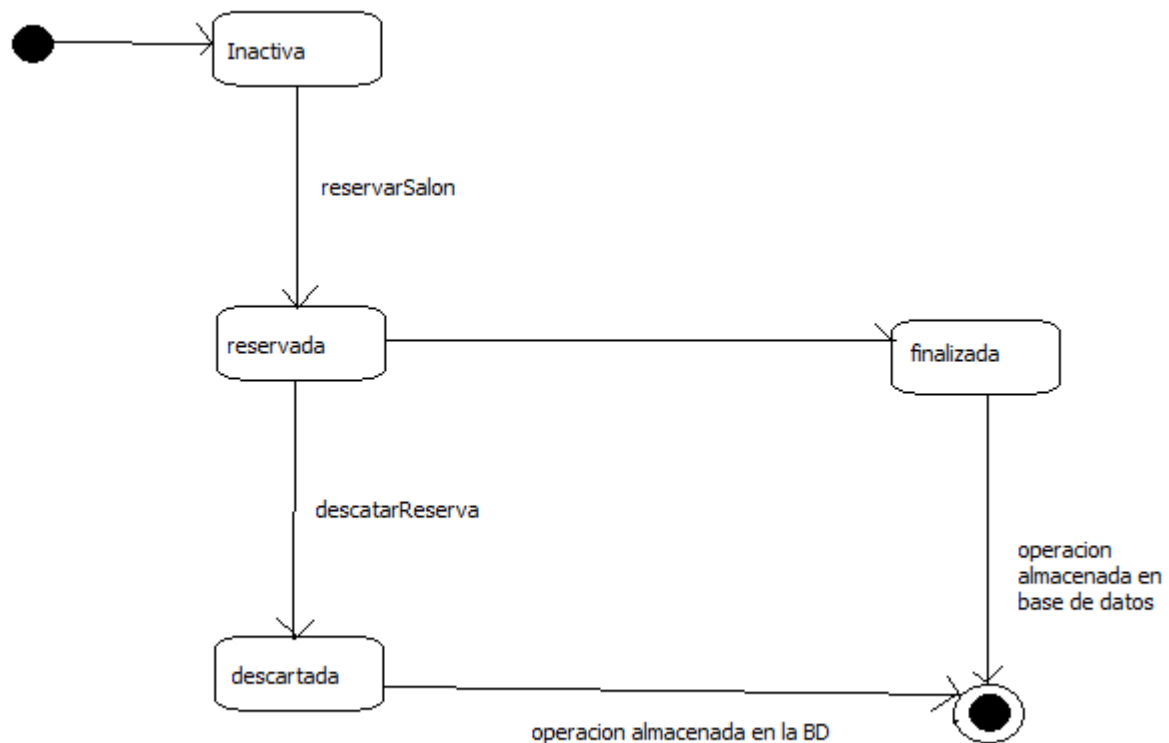 Inactiva
reservarSalon
reservada
finalizada
descatarReserva
operacion
almacenada en
base de datos
descartada
operacion almacenada en la BD